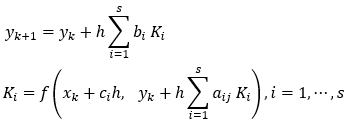 y_{k+1} = y_k + h \sum_{i=1}^{s} b_i K_i
K_i = f\left(x_k + c_i h, \quad y_k + h \sum_{i=1}^{s} a_{ij} K_i\right), i = 1, \cdots, s